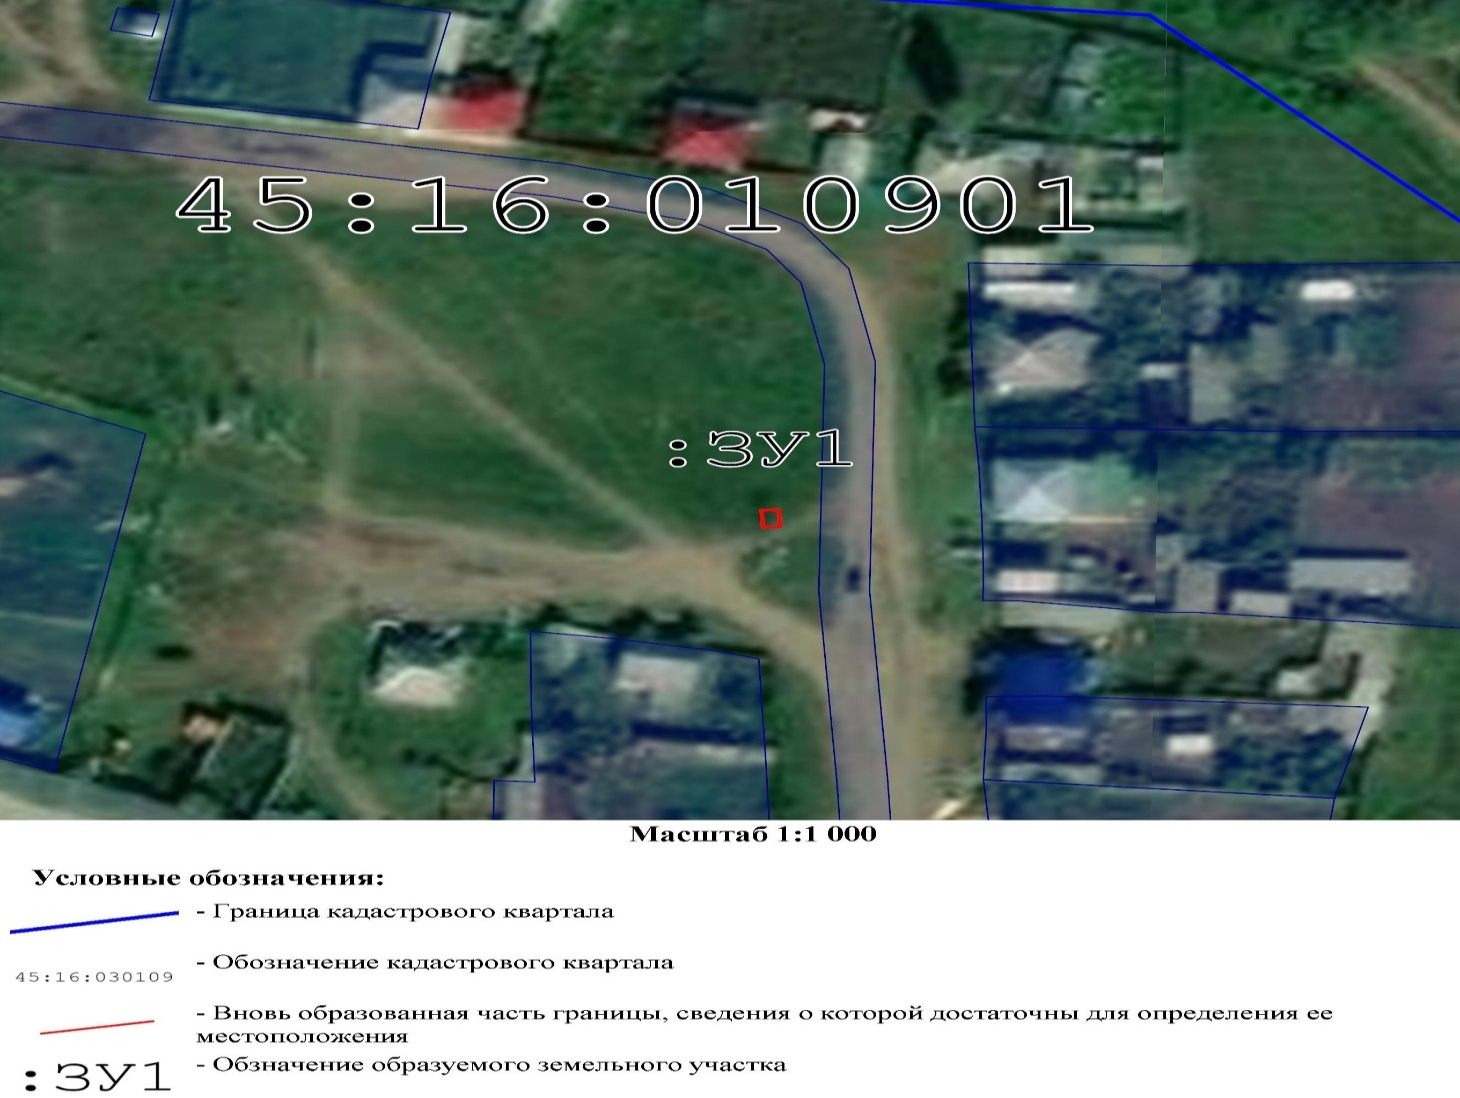 45:16:010901
:ЗУ1
Масштаб 1:1 000
Условные обозначения:
- Граница кадастрового квартала
45:16:030109
- Обозначение кадастрового квартала
- Вновь образованная часть границы, сведения о которой достаточны для определения ее
местоположения
:ЗУ1
- Обзначение образуемого земельного участка